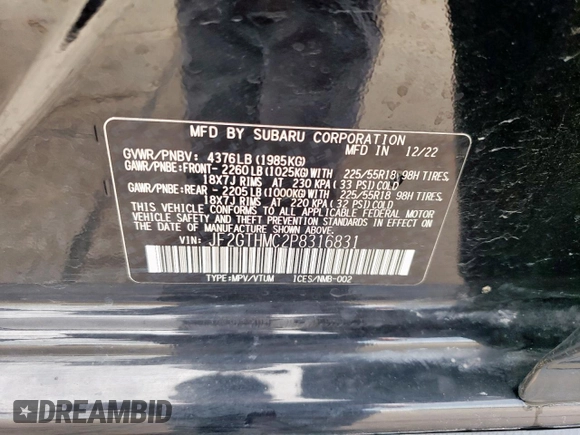 MFD BY SUBARU CORPORATION
GVWR/PNBV: 4376LB (1985KG) MFD IN 12/22
GAWR/PNBE:FRONT- 2260LB (1025KG)WITH 225/55R18 98H TIRES,
18X7J RIMS AT 230 KPA (33 PSI) COLD
GAWR/PNBE:REAR - 2205LB (1000KG)WITH 225/55R18 98H TIRES,
18X7J RIMS AT 220 KPA (32 PSI) COLD
THIS VEHICLE CONFORMS TO ALL APPLICABLE FEDERAL MOTOR
VEHICLE SAFETY AND THEFT PREVENTION STANDARDS IN EFFECT ON
THE DATE OF MANUFACTURE SHOWN ABOVE.
VIN: JF2GTHMC2P8316831
TYPE:MPV/VTUM ICES/NMB-002
DREAMBID